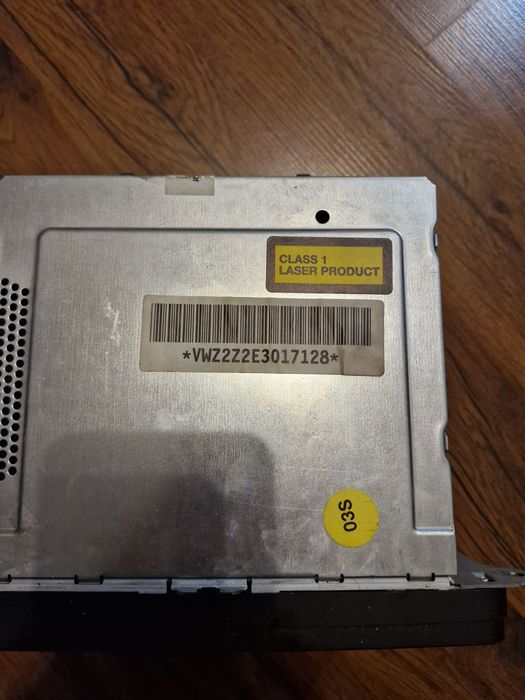 CLASS 1
LASER PRODUCT
*VWZ2Z2E3017128*
03S